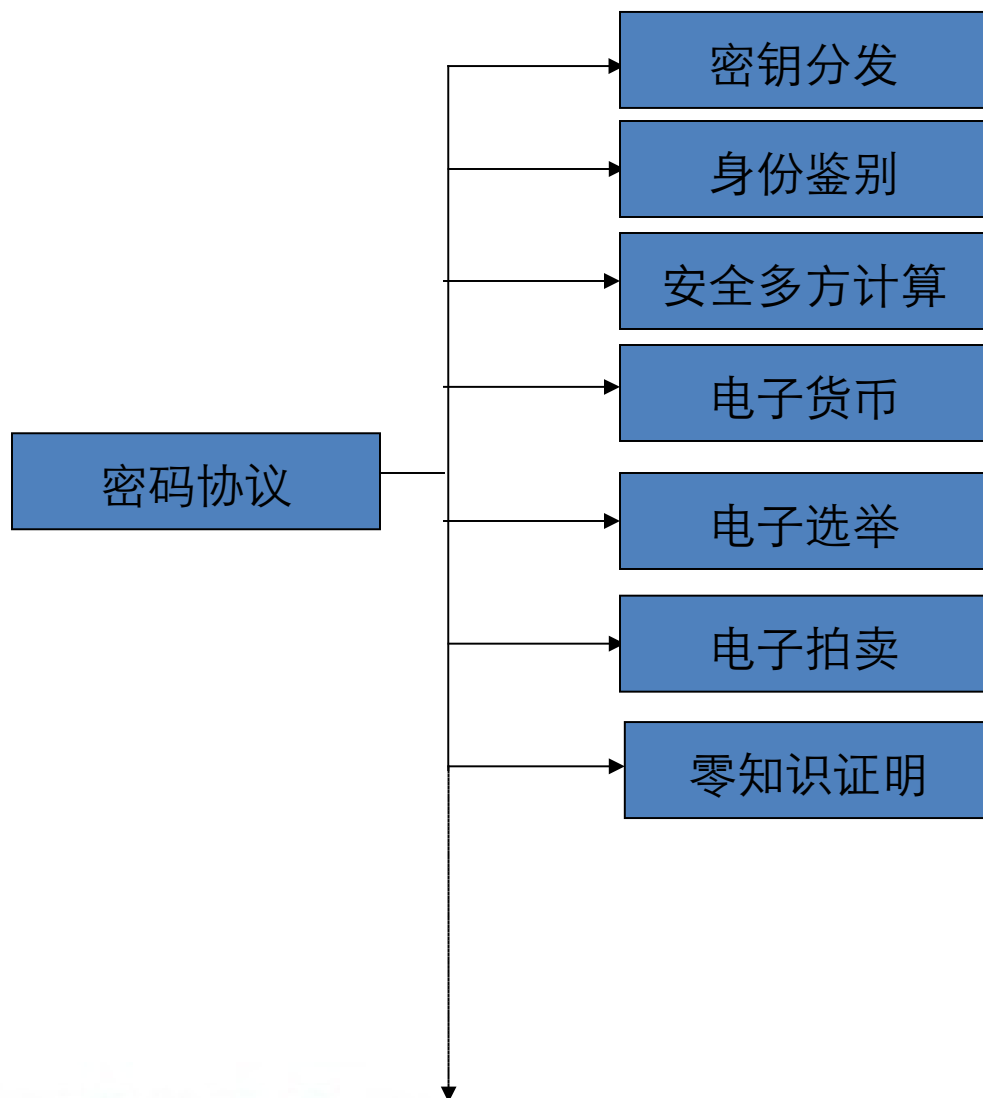 密钥分发
身份鉴别
安全多方计算
电子货币
密码协议
电子选举
电子拍卖
零知识证明